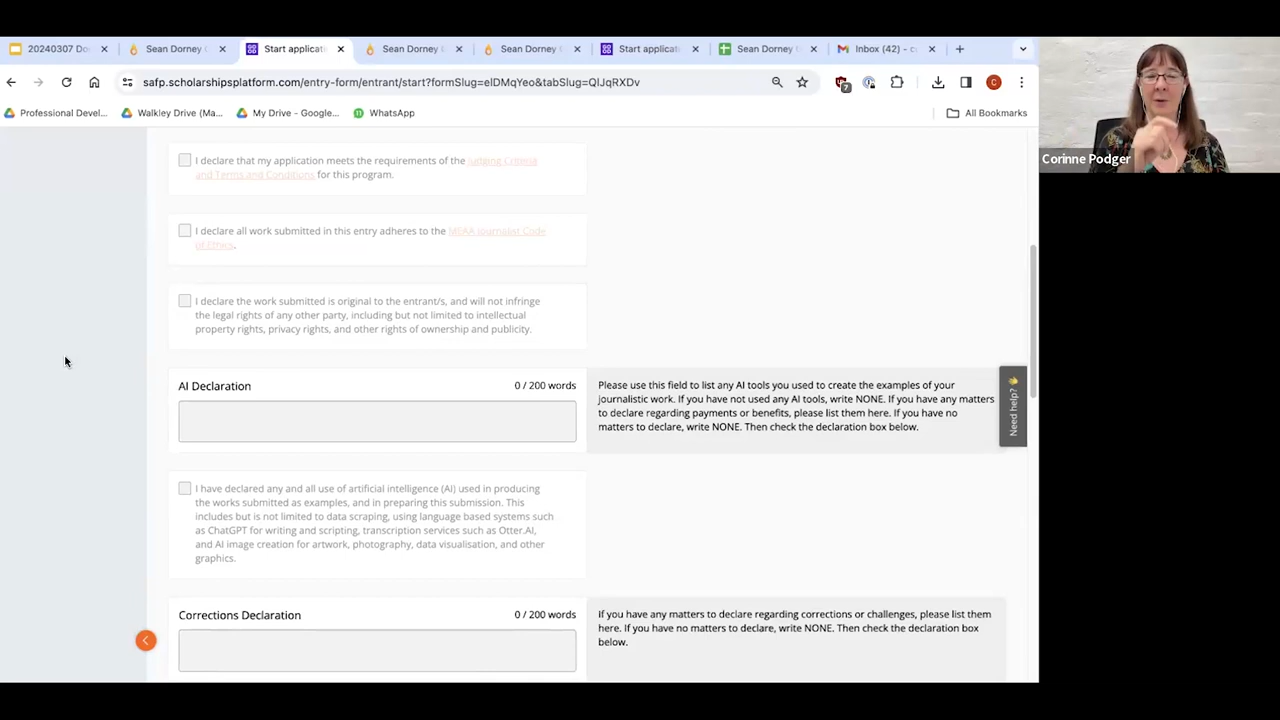 20240307 Do
Sean Dorney (
Start applicati
Sean Dorney
Sean Dorney
Start applicati
Sean Dorney
Inbox (42) - c
safp.scholarshipsplatform.com/entry-form/entrant/start?formSlug=elDMqYeo&tabSlug=QlJqRXDv
7
C
Professional Devel...
Walkley Drive (Ma...
My Drive - Google...
WhatsApp
All Bookmarks
Corinne Podger
I declare that my application meets the requirements of the Judging Criteria
and Terms and Conditions for this program.
I declare all work submitted in this entry adheres to the MEAA Journalist Code
of Ethics.
I declare the work submitted is original to the entrant/s, and will not infringe
the legal rights of any other party, including but not limited to intellectual
property rights, privacy rights, and other rights of ownership and publicity.
AI Declaration
0 / 200 words
Please use this field to list any AI tools you used to create the examples of your
journalistic work. If you have not used any AI tools, write NONE. If you have any matters
to declare regarding payments or benefits, please list them here. If you have no
matters to declare, write NONE. Then check the declaration box below.
Need help?
I have declared any and all use of artificial intelligence (AI) used in producing
the works submitted as examples, and in preparing this submission. This
includes but is not limited to data scraping, using language based systems such
as ChatGPT for writing and scripting, transcription services such as Otter.AI,
and AI image creation for artwork, photography, data visualisation, and other
graphics.
Corrections Declaration
0 / 200 words
If you have any matters to declare regarding corrections or challenges, please list them
here. If you have no matters to declare, write NONE. Then check the declaration box
below.